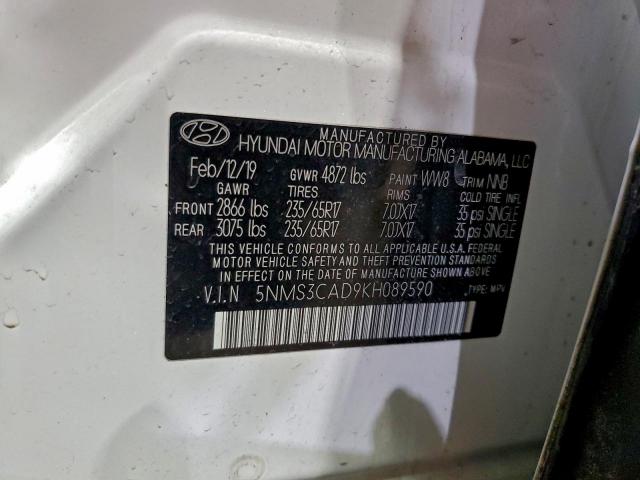 MANUFACTURED BY
HYUNDAI MOTOR MANUFACTURING ALABAMA, LLC
Feb/12/19 GVWR 4872 lbs PAINT WW8 TRIM NNB
GAWR TIRES RIMS COLD TIRE INFL
FRONT 2866 lbs 235/65R17 7.0JX17 35 psi SINGLE
REAR 3075 lbs 235/65R17 7.0JX17 35 psi SINGLE
THIS VEHICLE CONFORMS TO ALL APPLICABLE U.S.A. FEDERAL
MOTOR VEHICLE SAFETY AND THEFT PREVENTION STANDARDS
IN EFFECT ON THE DATE OF MANUFACTURE SHOWN ABOVE
V.I.N 5NMS3CAD9KH089590 TYPE: MPV